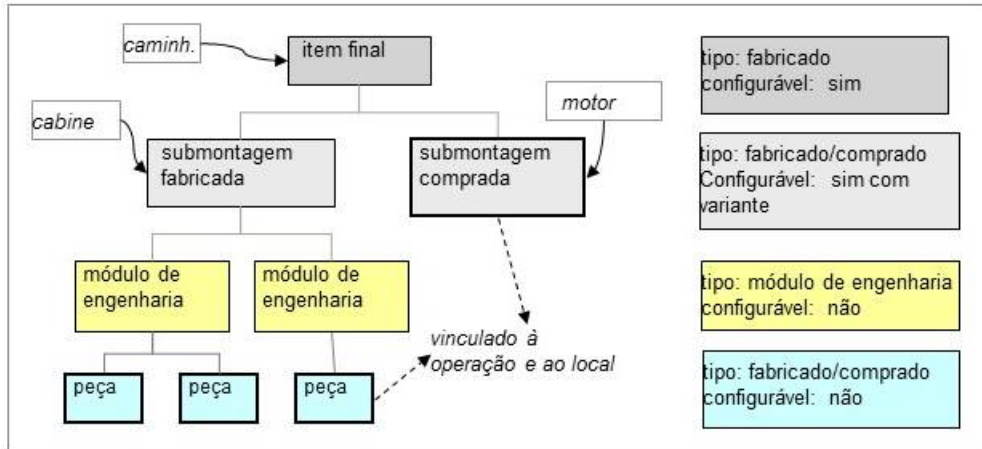 caminh.
item final
cabine
motor
submontagem
fabricada
submontagem
comprada
módulo de
engenharia
módulo de
engenharia
peça
peça
peça
vinculado à
operação e ao local
tipo: fabricado
configurável: sim
tipo: fabricado/comprado
Configurável: sim com
variante
tipo: módulo de engenharia
configurável: não
tipo: fabricado/comprado
configurável: não